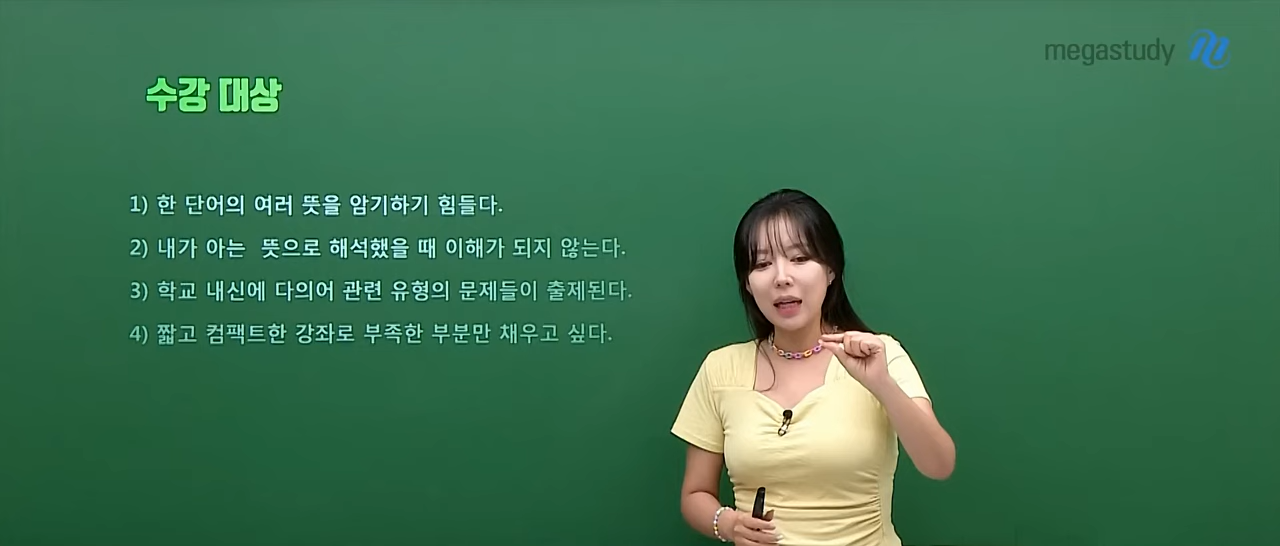 megastudy
수강 대상
1) 한 단어의 여러 뜻을 암기하기 힘들다.
2) 내가 아는 뜻으로 해석했을 때 이해가 되지 않는다.
3) 학교 내신에 다의어 관련 유형의 문제들이 출제된다.
4) 짧고 컴팩트한 강좌로 부족한 부분만 채우고 싶다.